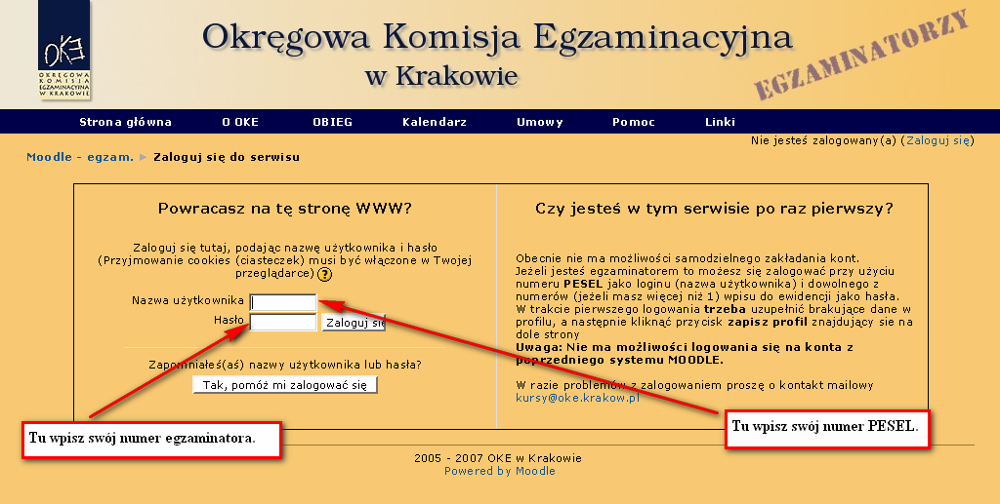 OKE
OKRĘGOWA
KOMISJA
EGZAMINACYJNA
W KRAKOWIE
Okręgowa Komisja Egzaminacyjna
w Krakowie
EGZAMINATORZY
Strona główna O OKE OBIEG Kalendarz Umowy Pomoc Linki
Nie jesteś zalogowany(a) (Zaloguj się)
Moodle - egzam. ► Zaloguj się do serwisu
Powracasz na tę stronę WWW?
Zaloguj się tutaj, podając nazwę użytkownika i hasło
(Przyjmowanie cookies (ciasteczek) musi być włączone w Twojej
przeglądarce) ?
Nazwa użytkownika
Hasło Zaloguj się
Zapomniałeś(aś) nazwy użytkownika lub hasła?
Tak, pomóż mi zalogować się
Czy jesteś w tym serwisie po raz pierwszy?
Obecnie nie ma możliwości samodzielnego zakładania kont.
Jeżeli jesteś egzaminatorem to możesz się zalogować przy użyciu
numeru PESEL jako loginu (nazwa użytkownika) i dowolnego z
numerów (jeżeli masz więcej niż 1) wpisu do ewidencji jako hasła.
W trakcie pierwszego logowania trzeba uzupełnić brakujące dane w
profilu, a następnie kliknąć przycisk zapisz profil znajdujący sie na
dole strony
Uwaga: Nie ma możliwości logowania się na konta z
poprzedniego systemu MOODLE.
W razie problemów z zalogowaniem proszę o kontakt mailowy
kursy@oke.krakow.pl
Tu wpisz swój numer egzaminatora.
Tu wpisz swój numer PESEL.
2005 - 2007 OKE w Krakowie
Powered by Moodle